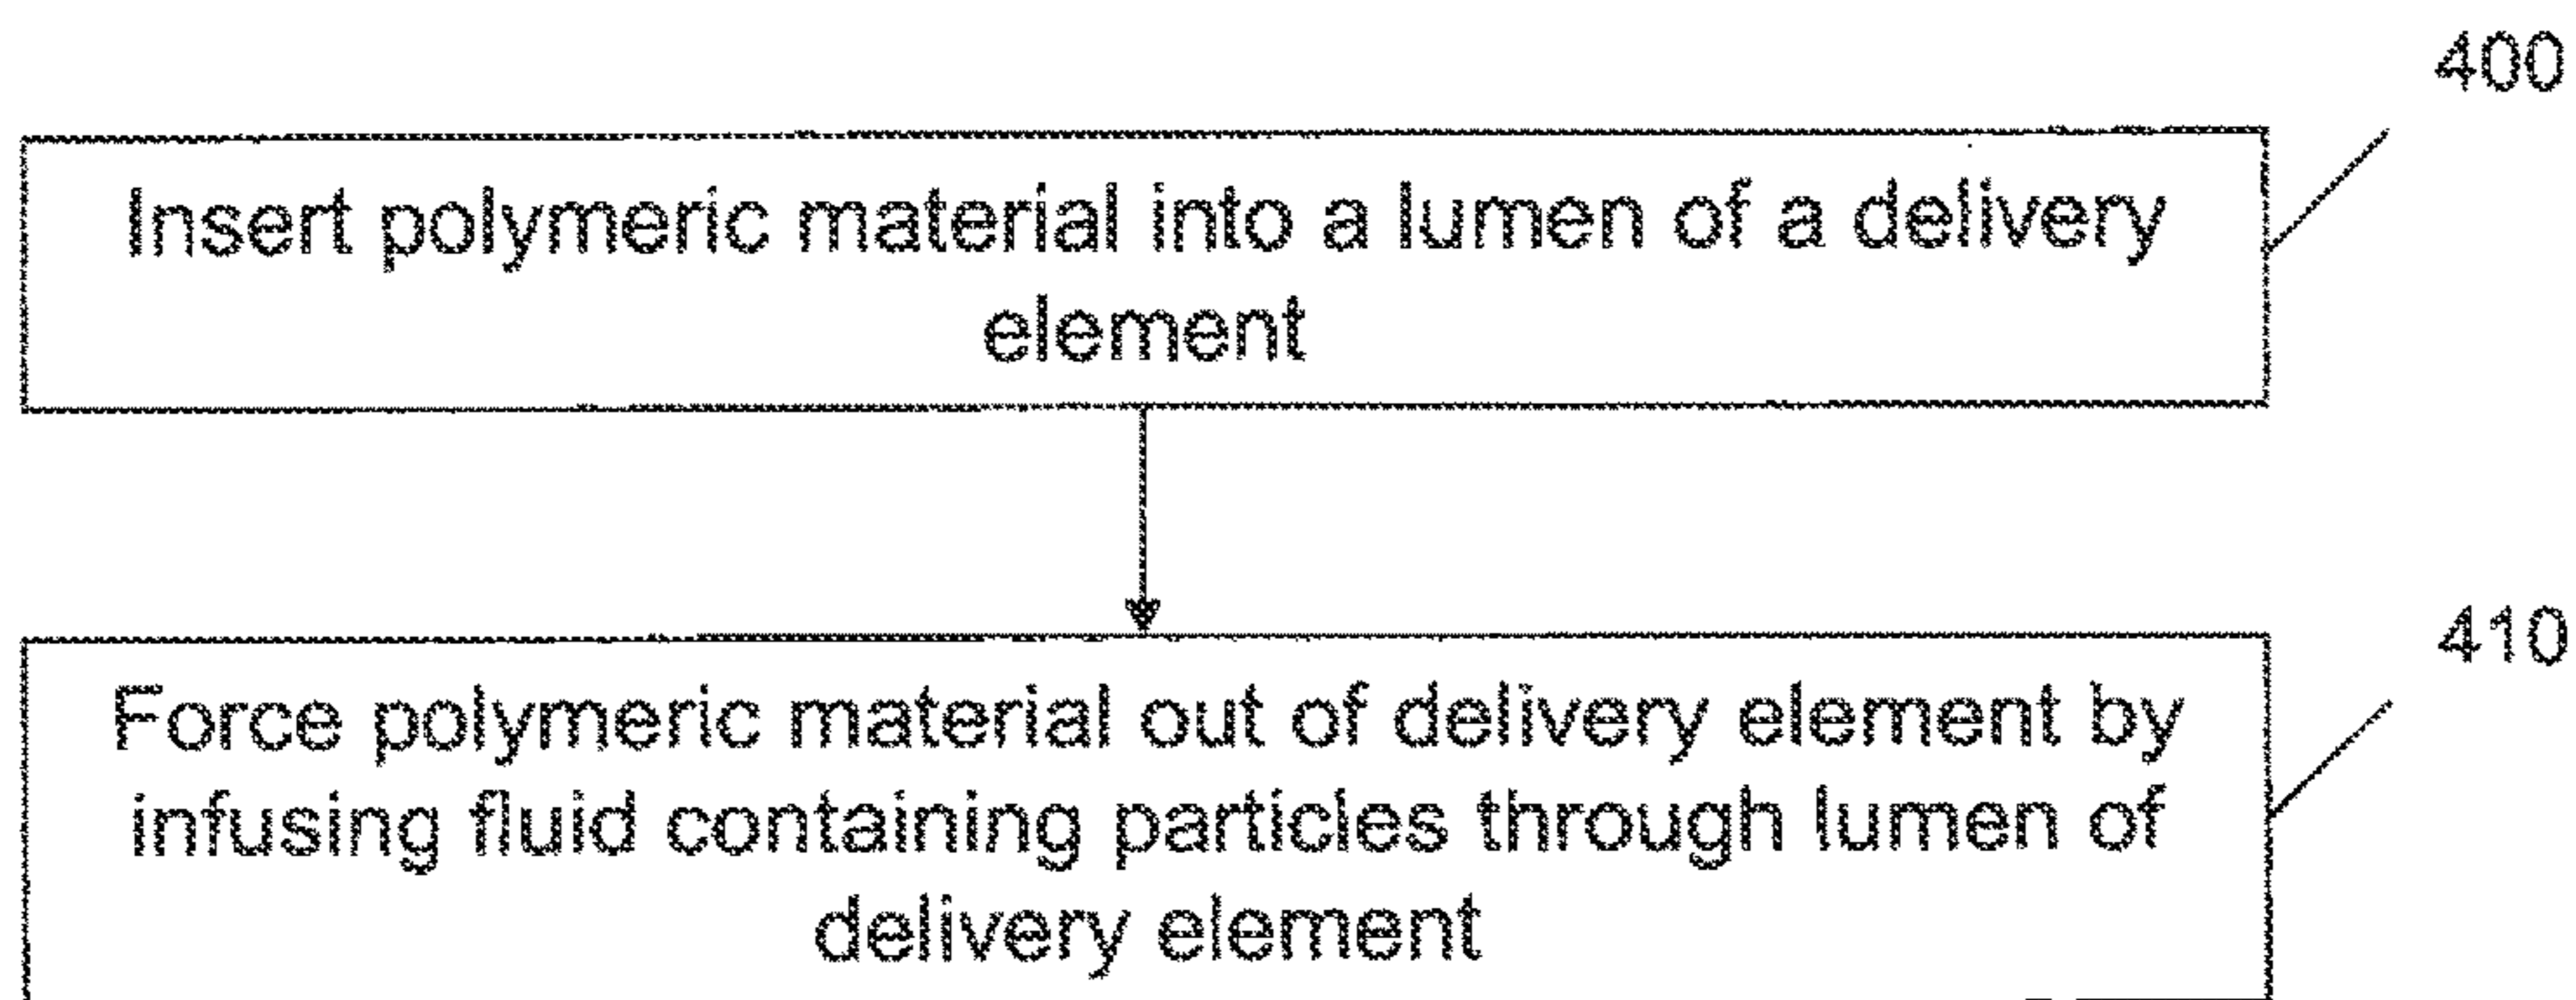 400
Insert polymeric material into a lumen of a delivery
element
410
Force polymeric material out of delivery element by
infusing fluid containing particles through lumen of
delivery element